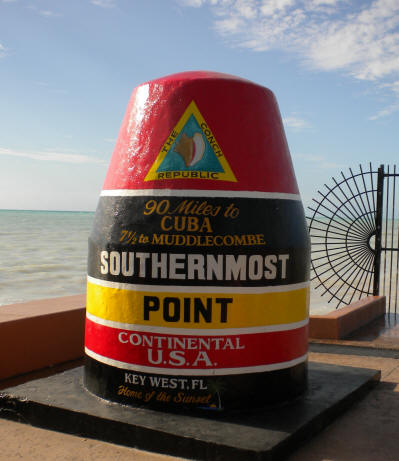 THE CONCH
REPUBLIC
90 Miles to
CUBA
7½ to MUDDLECOMBE
SOUTHERNMOST
POINT
CONTINENTAL
U.S.A.
KEY WEST, FL
Home of the Sunset